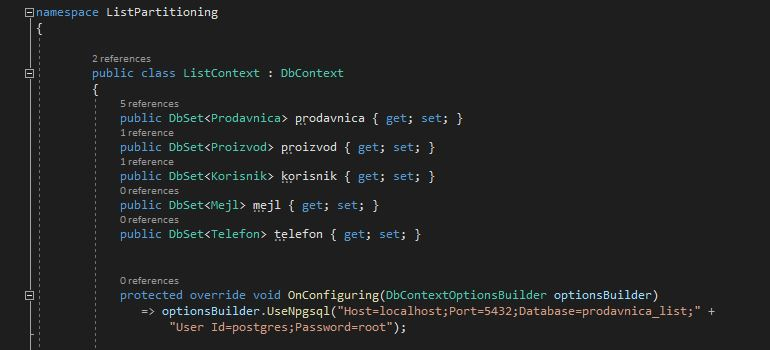 namespace ListPartitioning
{
2 references
public class ListContext : DbContext
{
5 references
public DbSet<Prodavnica> prodavnica { get; set; }
1 reference
public DbSet<Proizvod> proizvod { get; set; }
1 reference
public DbSet<Korisnik> korisnik { get; set; }
0 references
public DbSet<Mejl> mejl { get; set; }
0 references
public DbSet<Telefon> telefon { get; set; }
0 references
protected override void OnConfiguring(DbContextOptionsBuilder optionsBuilder)
=> optionsBuilder.UseNpgsql("Host=localhost;Port=5432;Database=prodavnica_list;" +
"User Id=postgres;Password=root");